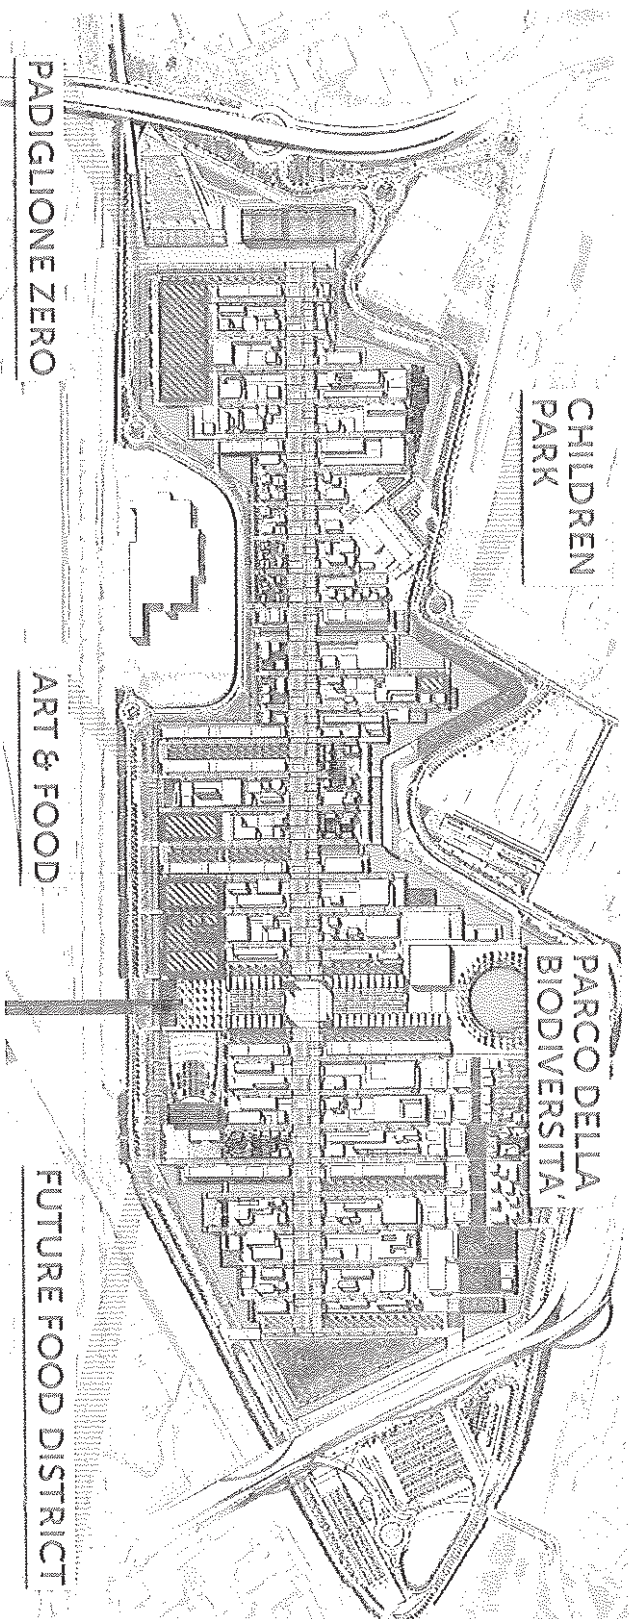 CHILDREN
PARK
PARCO DELLA
BIODIVERSITA'
PADIGLIONE ZERO
ART & FOOD
FUTURE FOOD DISTRICT